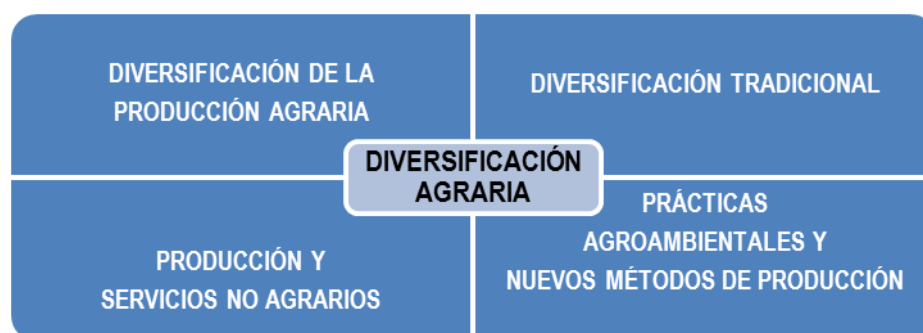 DIVERSIFICACIÓN DE LA
PRODUCCIÓN AGRARIA
DIVERSIFICACIÓN TRADICIONAL
DIVERSIFICACIÓN
AGRARIA
PRODUCCIÓN Y
SERVICIOS NO AGRARIOS
PRÁCTICAS
AGROAMBIENTALES Y
NUEVOS MÉTODOS DE PRODUCCIÓN